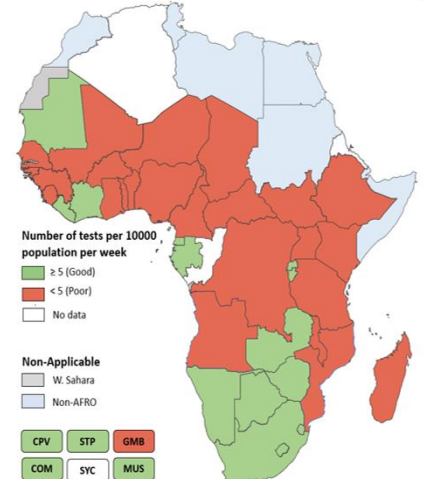 Number of tests per 10000
population per week
≥ 5 (Good)
< 5 (Poor)
No data
Non-Applicable
W. Sahara
Non-AFRO
CPV STP GMB
COM SYC MUS